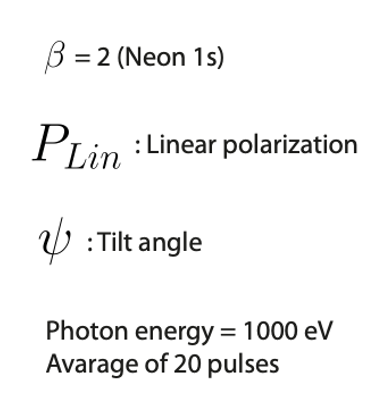 β = 2 (Neon 1s)
P_Lin : Linear polarization
ψ : Tilt angle
Photon energy = 1000 eV
Avarage of 20 pulses